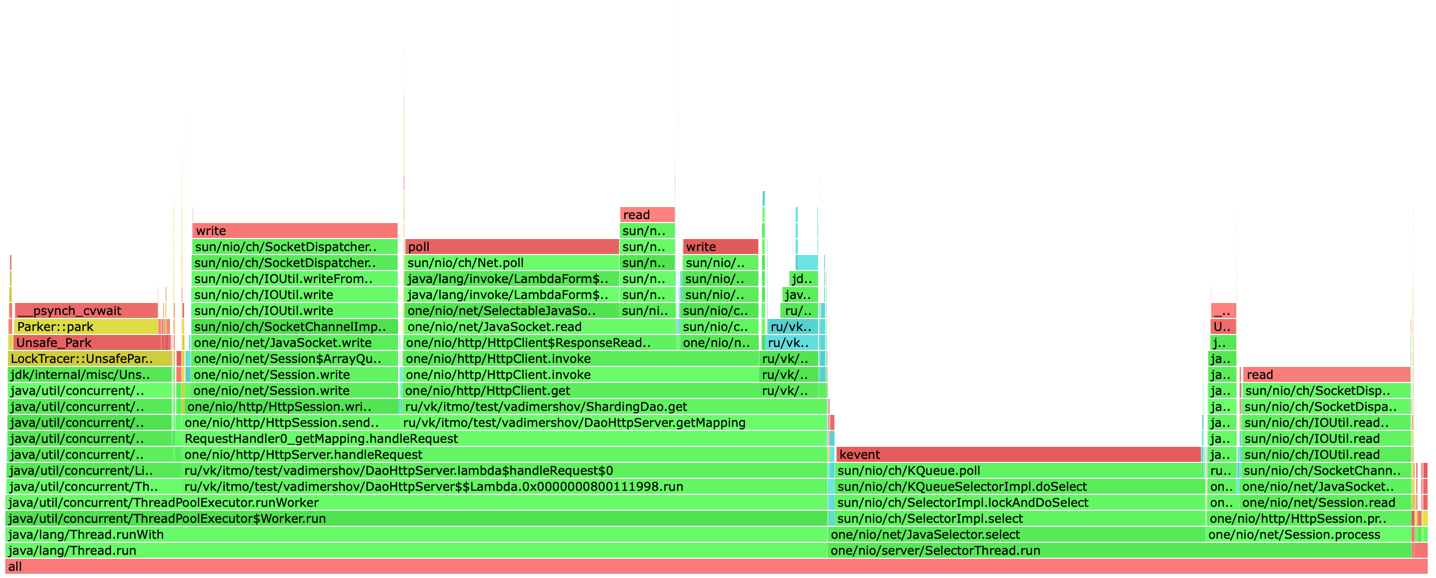 read
write sun/n..
sun/nio/ch/SocketDispatcher.. poll sun/n.. write
sun/nio/ch/SocketDispatcher.. sun/nio/ch/Net.poll sun/n.. sun/nio/..
sun/nio/ch/IOUtil.writeFrom.. java/lang/invoke/LambdaForm$.. sun/n.. sun/nio/.. jd..
sun/nio/ch/IOUtil.write java/lang/invoke/LambdaForm$.. sun/n.. sun/nio/.. jav..
__psynch_cvwait sun/nio/ch/IOUtil.write one/nio/net/SelectableJavaSo.. sun/ni.. sun/nio/c.. ru/.. _..
Parker::park sun/nio/ch/SocketChannelImp.. one/nio/net/JavaSocket.read sun/nio/c.. ru/vk.. U..
Unsafe_Park one/nio/net/JavaSocket.write one/nio/http/HttpClient$ResponseRead.. one/nio/n.. ru/vk.. j..
LockTracer::UnsafePar.. one/nio/net/Session$ArrayQu.. one/nio/http/HttpClient.invoke ru/vk/.. ja..
jdk/internal/misc/Uns.. one/nio/net/Session.write one/nio/http/HttpClient.invoke ru/vk/.. ja.. read
java/util/concurrent/.. one/nio/net/Session.write one/nio/http/HttpClient.get ru/vk/.. ja.. sun/nio/ch/SocketDisp..
java/util/concurrent/.. one/nio/http/HttpSession.wri.. ru/vk/itmo/test/vadimershov/ShardingDao.get ja.. sun/nio/ch/SocketDispa..
java/util/concurrent/.. one/nio/http/HttpSession.send.. ru/vk/itmo/test/vadimershov/DaoHttpServer.getMapping ja.. sun/nio/ch/IOUtil.read..
java/util/concurrent/.. RequestHandler0_getMapping.handleRequest ja.. sun/nio/ch/IOUtil.read
java/util/concurrent/.. one/nio/http/HttpServer.handleRequest kevent ja.. sun/nio/ch/IOUtil.read
java/util/concurrent/Li.. ru/vk/itmo/test/vadimershov/DaoHttpServer.lambda$handleRequest$0 sun/nio/ch/KQueue.poll ru.. sun/nio/ch/SocketChann..
java/util/concurrent/Th.. ru/vk/itmo/test/vadimershov/DaoHttpServer$$Lambda.0x0000000800111998.run sun/nio/ch/KQueueSelectorImpl.doSelect on.. one/nio/net/JavaSocket..
java/util/concurrent/ThreadPoolExecutor.runWorker sun/nio/ch/SelectorImpl.lockAndDoSelect on.. one/nio/net/Session.read
java/util/concurrent/ThreadPoolExecutor$Worker.run sun/nio/ch/SelectorImpl.select one/nio/http/HttpSession.pr..
java/lang/Thread.runWith one/nio/net/JavaSelector.select one/nio/net/Session.process
java/lang/Thread.run one/nio/server/SelectorThread.run
all